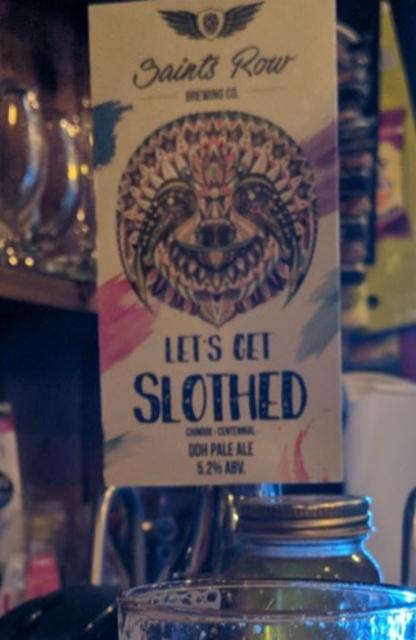 Saints Row
BREWING CO.
LET'S GET
SLOTHED
CHINOOK - CENTENNIAL
DDH PALE ALE
5.2% ABV.